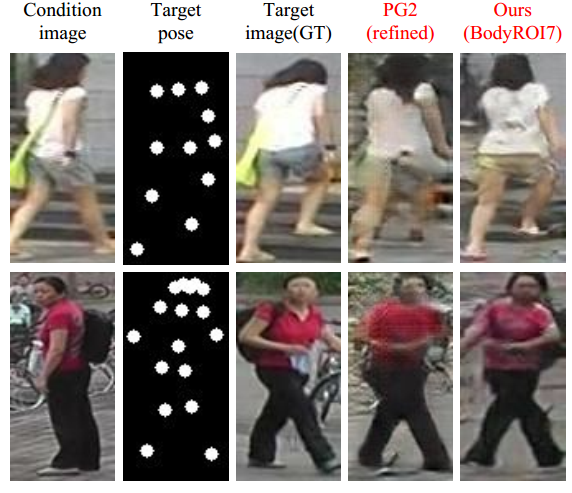 Condition image
Target pose
Target image(GT)
PG2 (refined)
Ours (BodyROI7)